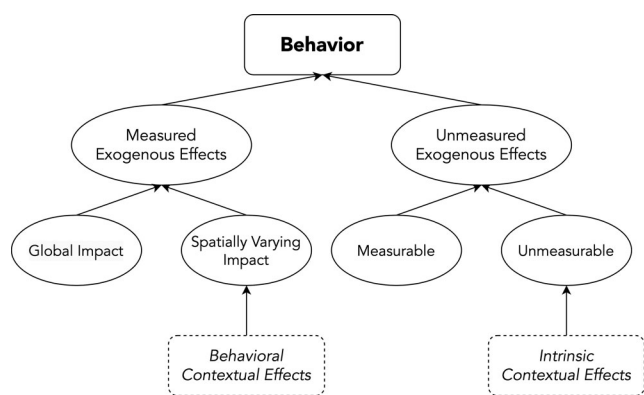 Behavior
Measured
Exogenous Effects
Unmeasured
Exogenous Effects
Global Impact
Spatially Varying
Impact
Measurable
Unmeasurable
Behavioral
Contextual Effects
Intrinsic
Contextual Effects